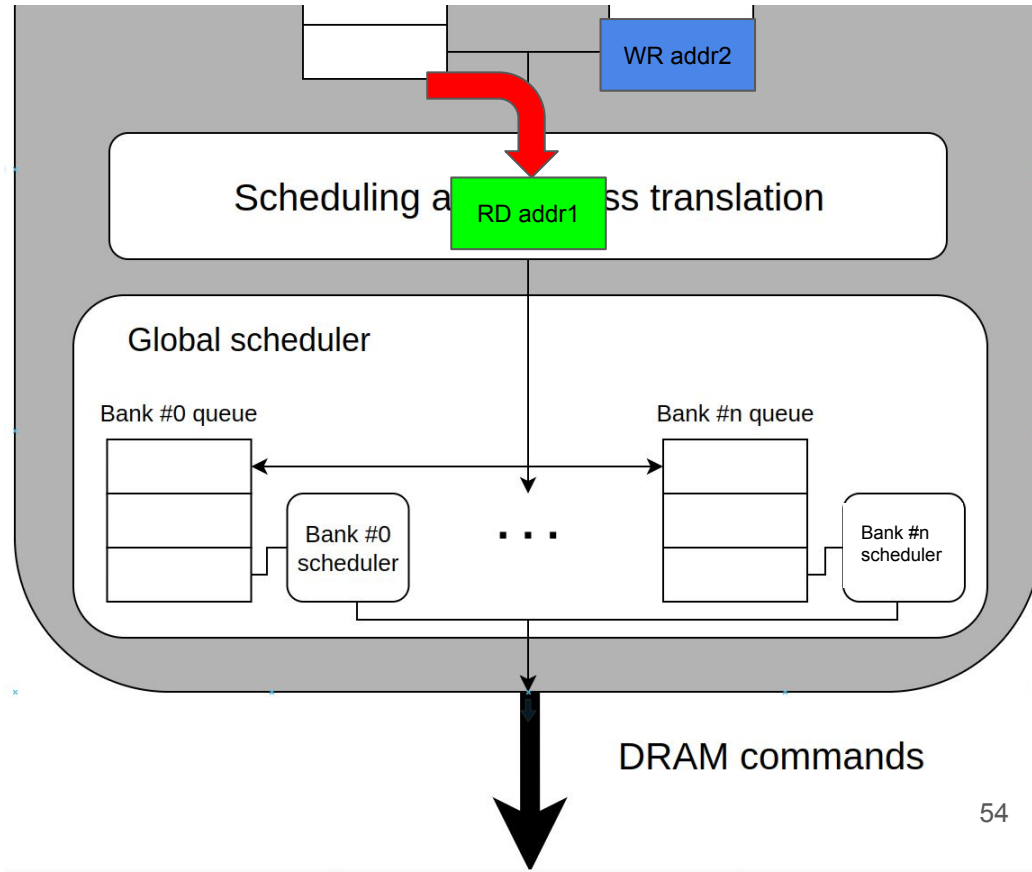 WR addr2
Scheduling a
RD addr1
ss translation
Global scheduler
Bank #0 queue
Bank #n queue
Bank #0
scheduler
. . .
Bank #n
scheduler
DRAM commands
54